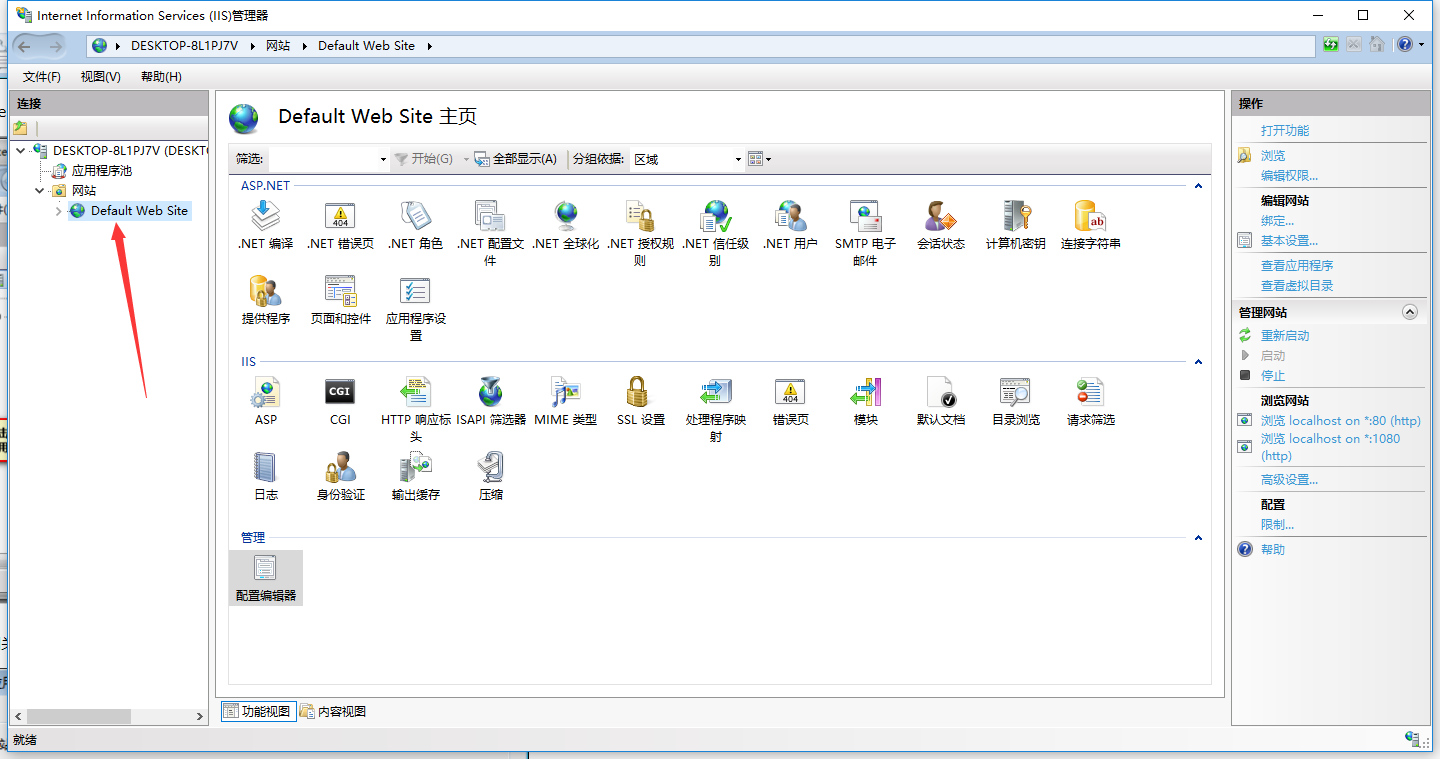 Internet Information Services (IIS)管理器
DESKTOP-8L1PJ7V
网站
Default Web Site
文件(F)
视图(V)
帮助(H)
连接
DESKTOP-8L1PJ7V (DESKT
应用程序池
网站
Default Web Site
Default Web Site 主页
筛选:
开始(G)
全部显示(A)
分组依据:
区域
ASP.NET
.NET 编译
404
.NET 错误页
.NET 角色
.NET 配置文
件
.NET 全球化
.NET 授权规
则
.NET 信任级
别
.NET 用户
SMTP 电子
邮件
会话状态
计算机密钥
ab
连接字符串
提供程序
页面和控件
应用程序设
置
IIS
ASP
CGI
CGI
HTTP 响应标
头
ISAPI 筛选器
MIME 类型
SSL 设置
处理程序映
射
404
错误页
模块
默认文档
目录浏览
请求筛选
日志
身份验证
输出缓存
压缩
管理
配置编辑器
功能视图
内容视图
操作
打开功能
浏览
编辑权限...
编辑网站
绑定...
基本设置...
查看应用程序
查看虚拟目录
管理网站
重新启动
启动
停止
浏览网站
浏览 localhost on *:80 (http)
浏览 localhost on *:1080
(http)
高级设置...
配置
限制...
帮助
就绪